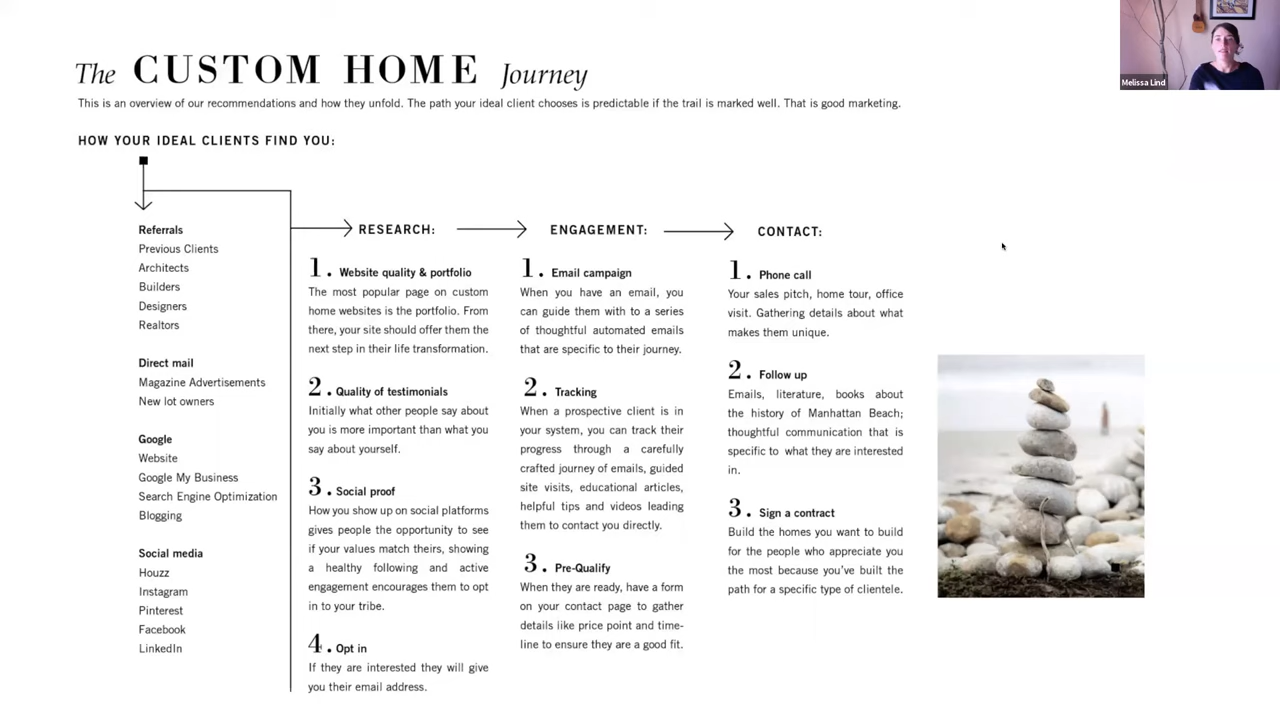 The CUSTOM HOME Journey
This is an overview of our recommendations and how they unfold. The path your ideal client chooses is predictable if the trail is marked well. That is good marketing.
HOW YOUR IDEAL CLIENTS FIND YOU:
Referrals
Previous Clients
Architects
Builders
Designers
Realtors
Direct mail
Magazine Advertisements
New lot owners
Google
Website
Google My Business
Search Engine Optimization
Blogging
Social media
Houzz
Instagram
Pinterest
Facebook
LinkedIn
RESEARCH:
1. Website quality & portfolio
The most popular page on custom
home websites is the portfolio. From
there, your site should offer them the
next step in their life transformation.
2. Quality of testimonials
Initially what other people say about
you is more important than what you
say about yourself.
3. Social proof
How you show up on social platforms
gives people the opportunity to see
if your values match theirs, showing
a healthy following and active
engagement encourages them to opt
in to your tribe.
4. Opt in
If they are interested they will give
you their email address.
ENGAGEMENT:
1. Email campaign
When you have an email, you
can guide them with to a series
of thoughtful automated emails
that are specific to their journey.
2. Tracking
When a prospective client is in
your system, you can track their
progress through a carefully
crafted journey of emails, guided
site visits, educational articles,
helpful tips and videos leading
them to contact you directly.
3. Pre-Qualify
When they are ready, have a form
on your contact page to gather
details like price point and time-
line to ensure they are a good fit.
CONTACT:
1. Phone call
Your sales pitch, home tour, office
visit. Gathering details about what
makes them unique.
2. Follow up
Emails, literature, books about
the history of Manhattan Beach;
thoughtful communication that is
specific to what they are interested
in.
3. Sign a contract
Build the homes you want to build
for the people who appreciate you
the most because you've built the
path for a specific type of clientele.
Melissa Lind